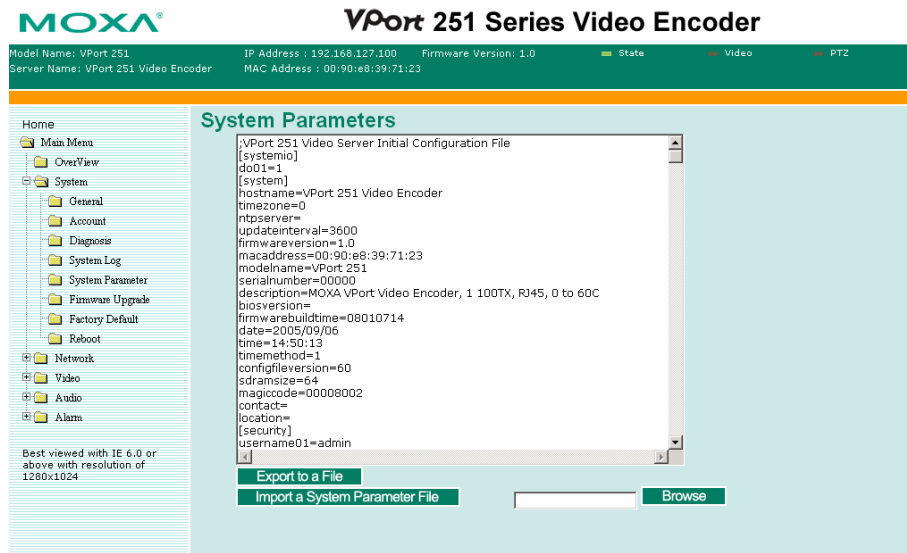 MOXA®
VPort 251 Series Video Encoder
Model Name: VPort 251
IP Address : 192.168.127.100
Firmware Version: 1.0
State
Video
PTZ
Server Name: VPort 251 Video Encoder
MAC Address : 00:90:e8:39:71:23
Home
Main Menu
OverView
System
General
Account
Diagnosis
System Log
System Parameter
Firmware Upgrade
Factory Default
Reboot
Network
Video
Audio
Alarm
Best viewed with IE 6.0 or
above with resolution of
1280x1024
System Parameters
;VPort 251 Video Server Initial Configuration File
[systemio]
do01=1
[system]
hostname=VPort 251 Video Encoder
timezone=0
ntpserver=
updateinterval=3600
firmwareversion=1.0
macaddress=00:90:e8:39:71:23
modelname=VPort 251
serialnumber=00000
description=MOXA VPort Video Encoder, 1 100TX, RJ45, 0 to 60C
biosversion=
firmwarebuildtime=08010714
date=2005/09/06
time=14:50:13
timemethod=1
configfileversion=60
sdramsize=64
magiccode=00008002
contact=
location=
[security]
username01=admin
Export to a File
Import a System Parameter File
Browse